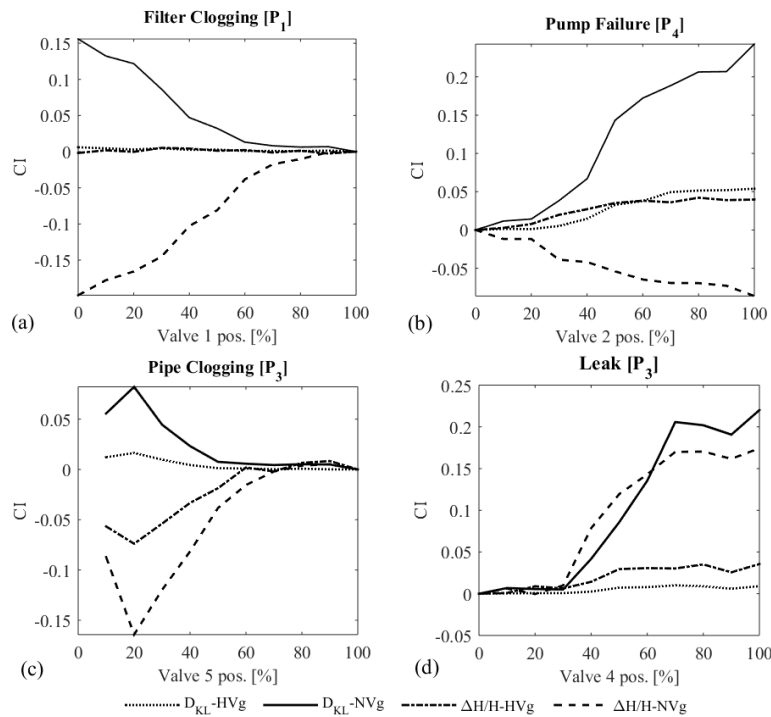 Filter Clogging [P1]
0.15
0.1
0.05
0
-0.05
-0.1
-0.15
CI
0 20 40 60 80 100
(a) Valve 1 pos. [%]
Pump Failure [P4]
0.2
0.15
0.1
0.05
0
-0.05
CI
0 20 40 60 80 100
(b) Valve 2 pos. [%]
Pipe Clogging [P3]
0.05
0
-0.05
-0.1
-0.15
CI
0 20 40 60 80 100
(c) Valve 5 pos. [%]
Leak [P3]
0.25
0.2
0.15
0.1
0.05
0
-0.05
CI
0 20 40 60 80 100
(d) Valve 4 pos. [%]
DKL-HVg DKL-NVg ΔH/H-HVg ΔH/H-NVg